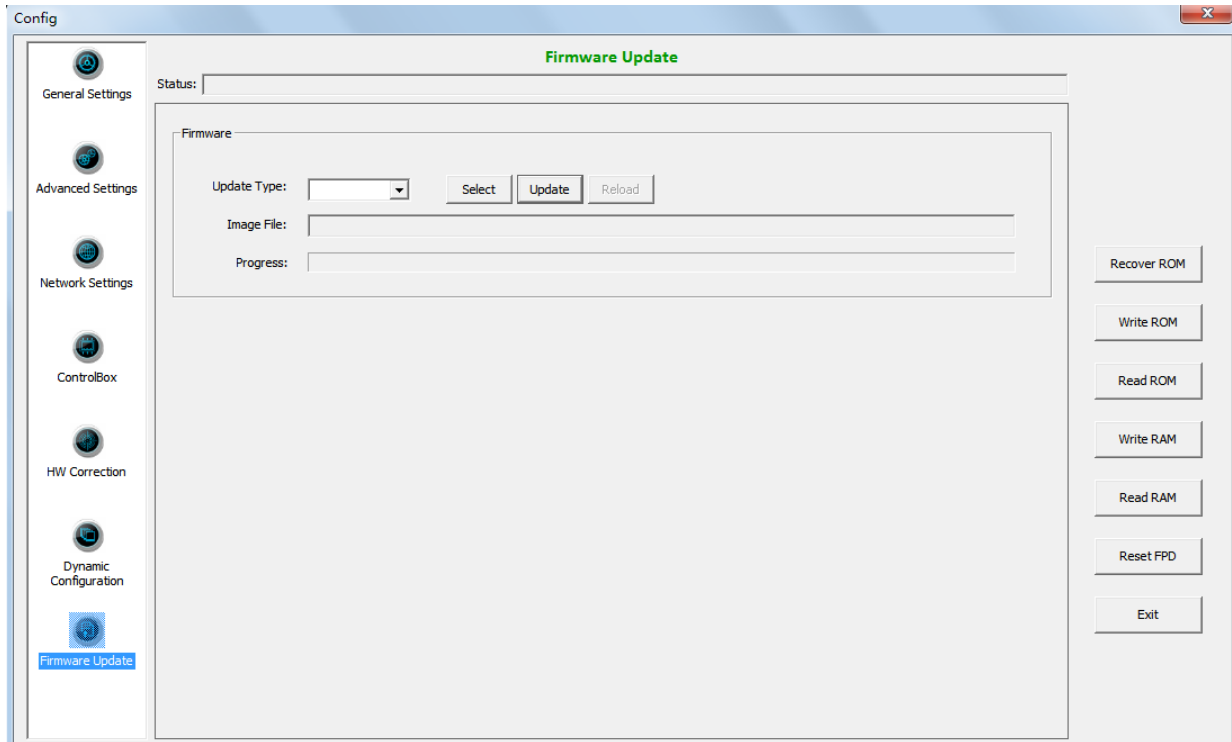 Config
General Settings
Advanced Settings
Network Settings
ControlBox
HW Correction
Dynamic
Configuration
Firmware Update
Firmware Update
Status:
Firmware
Update Type:
Select
Update
Reload
Image File:
Progress:
Recover ROM
Write ROM
Read ROM
Write RAM
Read RAM
Reset FPD
Exit